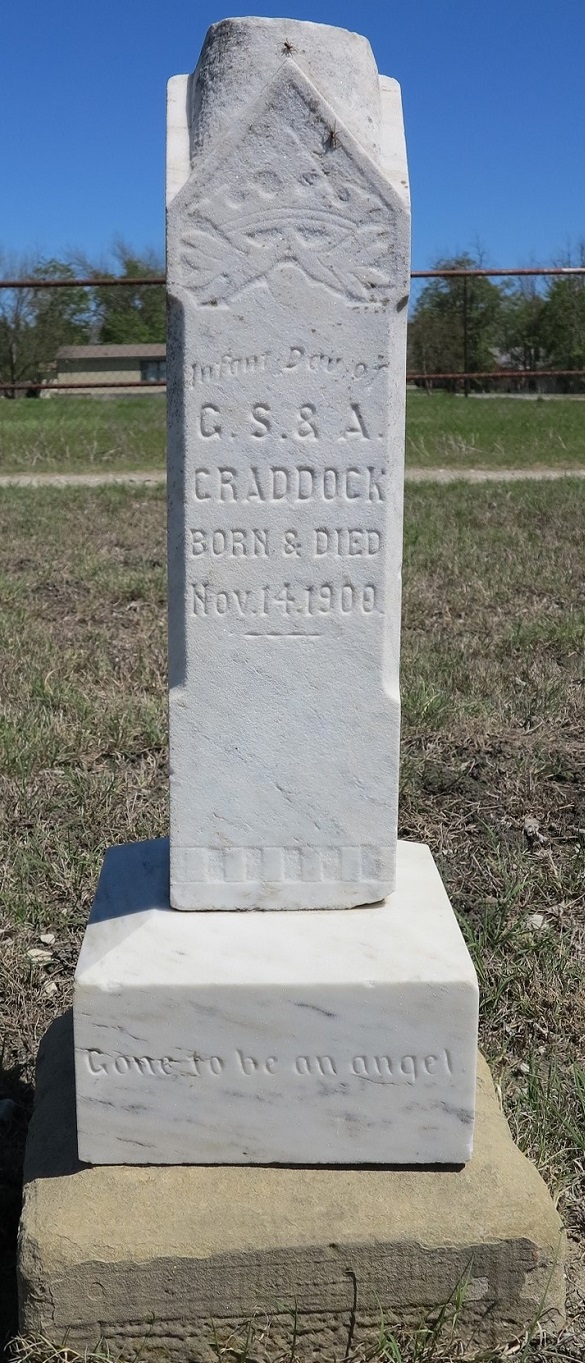 Infant Dau. of
G. S. & A.
CRADDOCK
BORN & DIED
Nov. 14. 1900.
Gone to be an angel